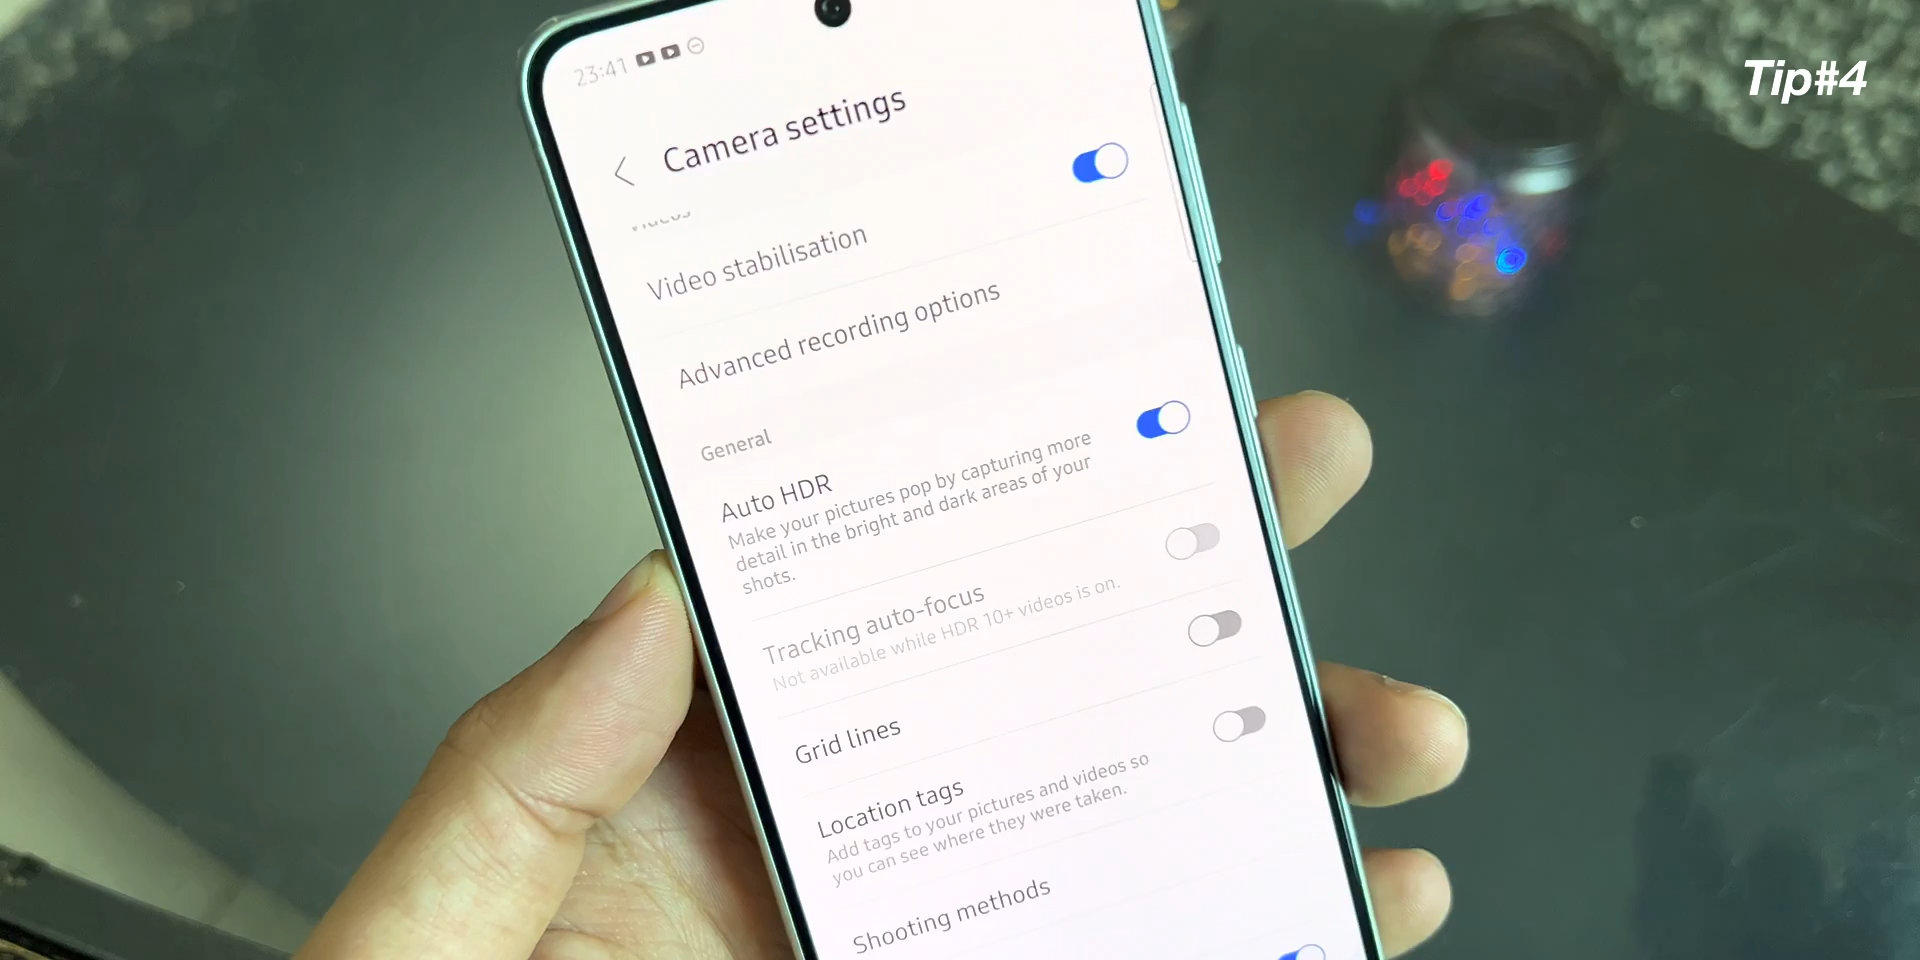 Tip#4
23:41
Camera settings
Videos
Video stabilisation
Advanced recording options
General
Auto HDR
Make your pictures pop by capturing more
detail in the bright and dark areas of your
shots.
Tracking auto-focus
Not available while HDR 10+ videos is on.
Grid lines
Location tags
Add tags to your pictures and videos so
you can see where they were taken.
Shooting methods